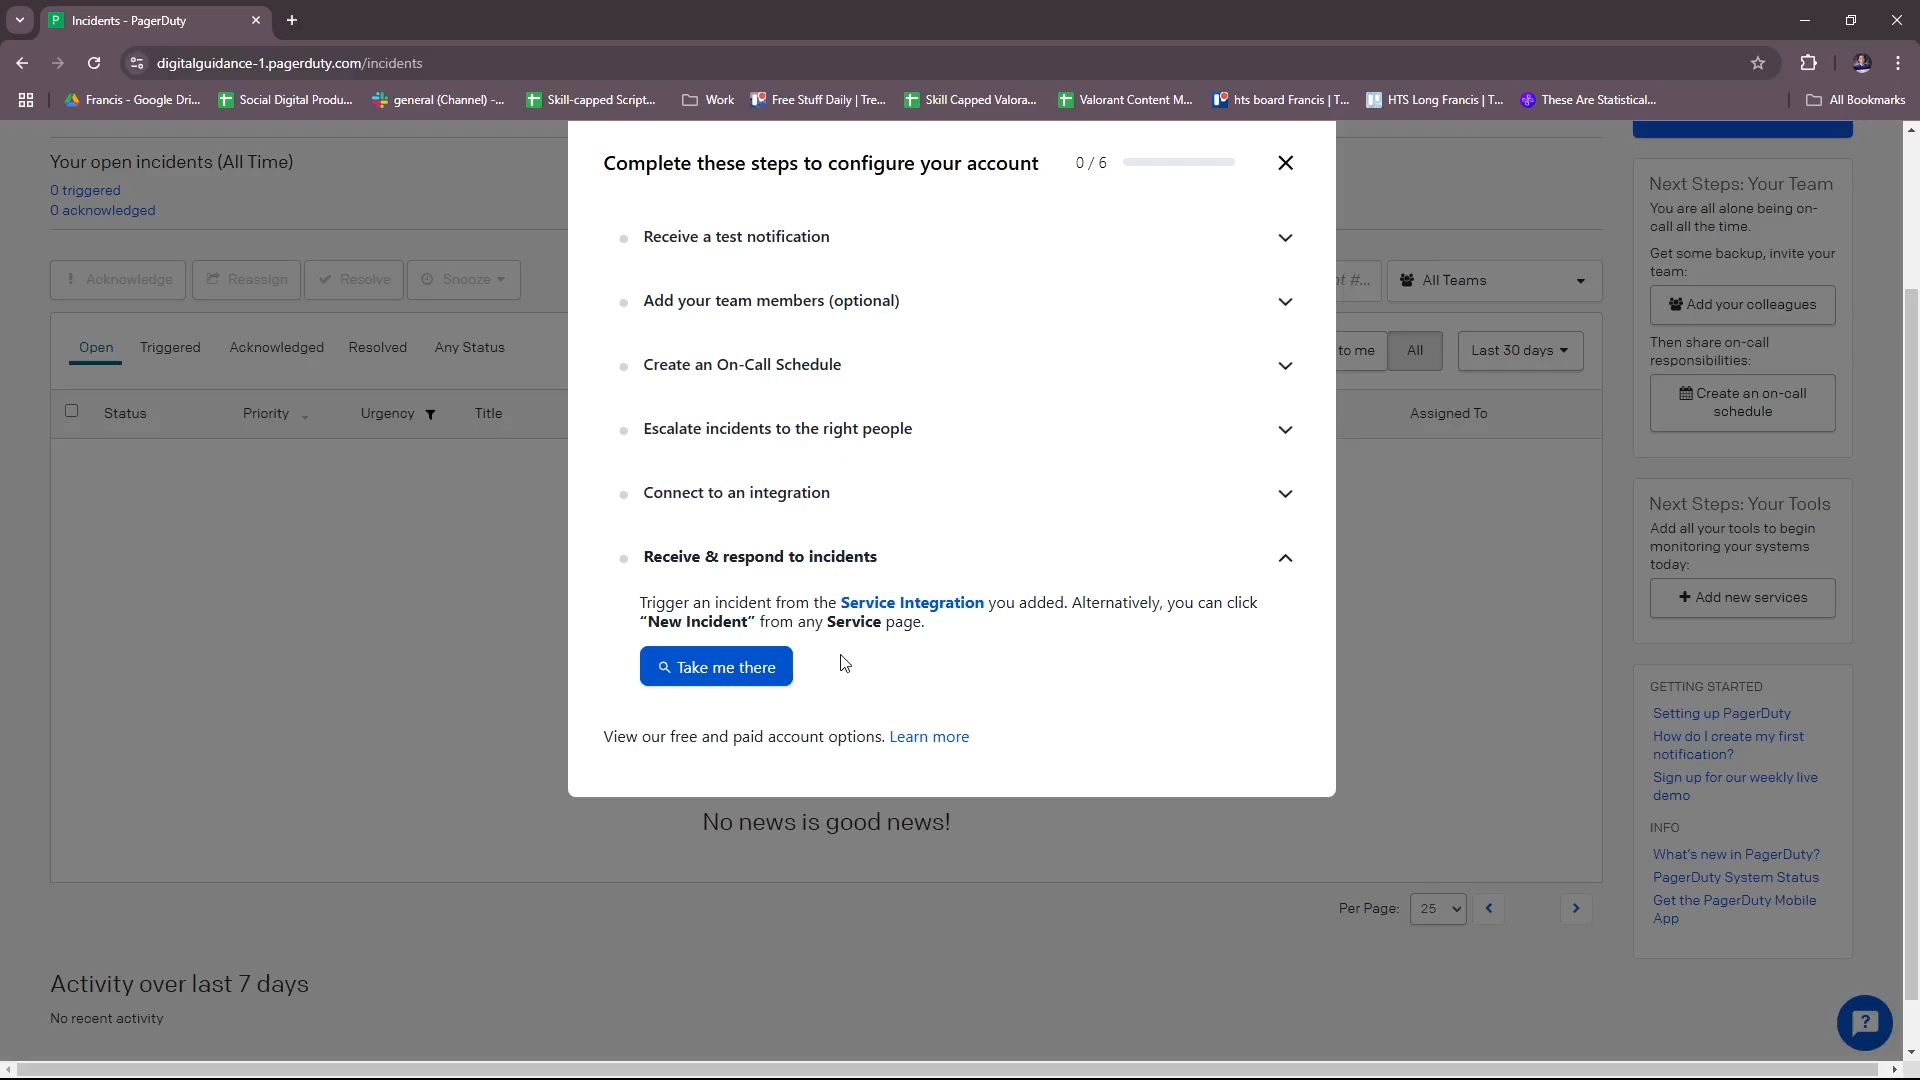 Incidents - PagerDuty
digitalguidance-1.pagerduty.com/incidents
Francis - Google Dri...
Social Digital Produ...
general (Channel) -...
Skill-capped Script...
Work
Free Stuff Daily | Tre...
Skill Capped Valora...
Valorant Content M...
hts board Francis | T...
HTS Long Francis | T...
These Are Statistical...
All Bookmarks
Your open incidents (All Time)
0 triggered
0 acknowledged
Acknowledge
Reassign
Resolve
Snooze
Open
Triggered
Acknowledged
Resolved
Any Status
Status
Priority
Urgency
Title
Complete these steps to configure your account
0 / 6
Receive a test notification
Add your team members (optional)
Create an On-Call Schedule
Escalate incidents to the right people
Connect to an integration
Receive & respond to incidents
Trigger an incident from the Service Integration you added. Alternatively, you can click
“New Incident” from any Service page.
Take me there
View our free and paid account options. Learn more
#...
All Teams
to me
All
Last 30 days
Assigned To
No news is good news!
Per Page:
25
Activity over last 7 days
No recent activity
Next Steps: Your Team
You are all alone being on-
call all the time.
Get some backup, invite your
team:
Add your colleagues
Then share on-call
responsibilities:
Create an on-call
schedule
Next Steps: Your Tools
Add all your tools to begin
monitoring your systems
today:
+ Add new services
GETTING STARTED
Setting up PagerDuty
How do I create my first
notification?
Sign up for our weekly live
demo
INFO
What's new in PagerDuty?
PagerDuty System Status
Get the PagerDuty Mobile
App